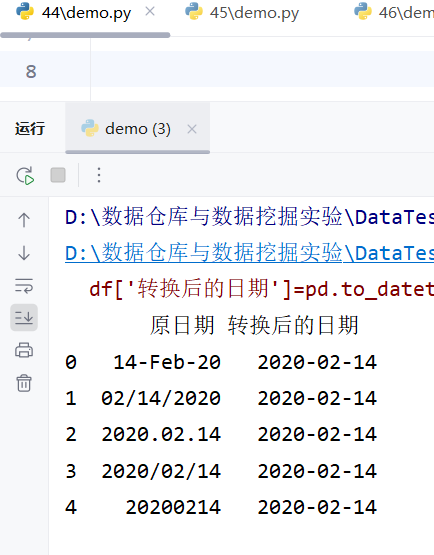 44\demo.py × 45\demo.py 46\dem
8
运行 demo (3) ×
D:\数据仓库与数据挖掘实验\DataTes
D:\数据仓库与数据挖掘实验\DataTes
df['转换后的日期']=pd.to_datet
原日期 转换后的日期
0 14-Feb-20 2020-02-14
1 02/14/2020 2020-02-14
2 2020.02.14 2020-02-14
3 2020/02/14 2020-02-14
4 20200214 2020-02-14